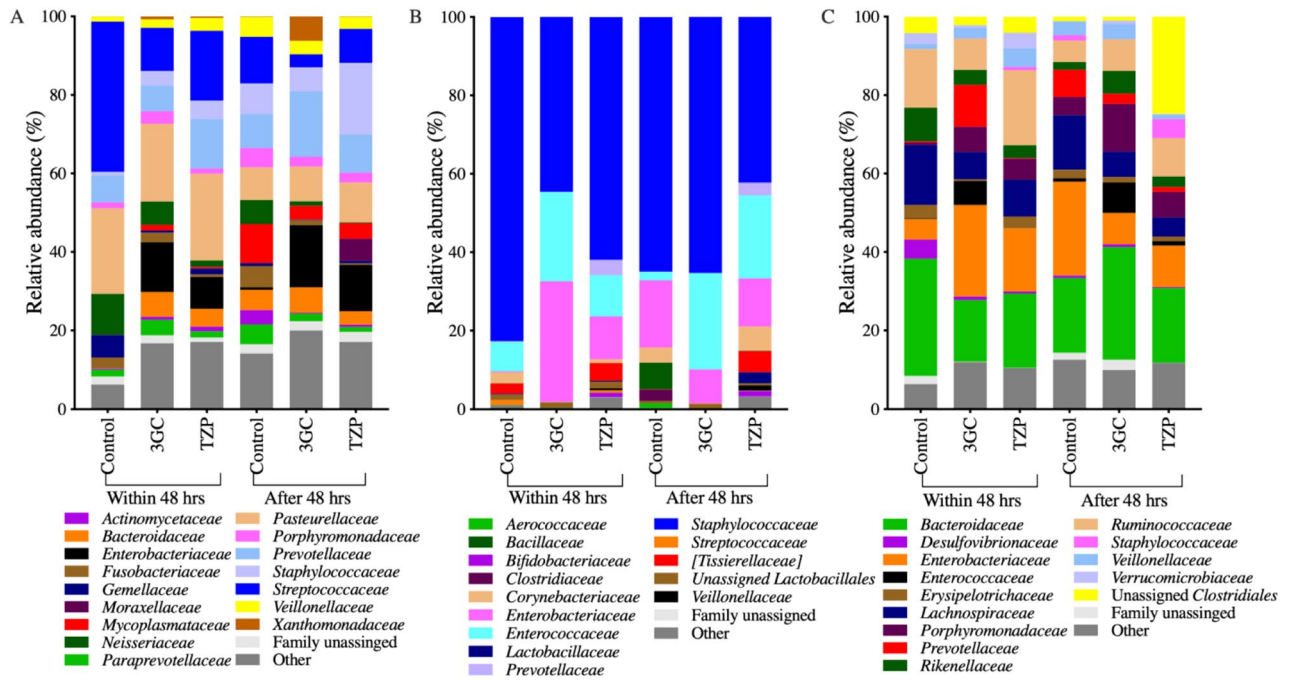 A
Relative abundance (%)
100
80
60
40
20
0
Control
3GC
TZP
Control
3GC
TZP
Within 48 hrs
After 48 hrs
Actinomycetaceae
Bacteroidaceae
Enterobacteriaceae
Fusobacteriaceae
Gemellaceae
Moraxellaceae
Mycoplasmataceae
Neisseriaceae
Paraprevotellaceae
Pasteurellaceae
Porphyromonadaceae
Prevotellaceae
Staphylococcaceae
Streptococcaceae
Veillonellaceae
Xanthomonadaceae
Family unassinged
Other
B
Relative abundance (%)
100
80
60
40
20
0
Control
3GC
TZP
Control
3GC
TZP
Within 48 hrs
After 48 hrs
Aerococcaceae
Bacillaceae
Bifidobacteriaceae
Clostridiaceae
Corynebacteriaceae
Enterobacteriaceae
Enterococcaceae
Lactobacillaceae
Prevotellaceae
Staphylococcaceae
Streptococcaceae
[Tissierellaceae]
Unassigned Lactobacillales
Veillonellaceae
Family unassigned
Other
C
Relative abundance (%)
100
80
60
40
20
0
Control
3GC
TZP
Control
3GC
TZP
Within 48 hrs
After 48 hrs
Bacteroidaceae
Desulfovibrionaceae
Enterobacteriaceae
Enterococcaceae
Erysipelotrichaceae
Lachnospiraceae
Porphyromonadaceae
Prevotellaceae
Rikenellaceae
Ruminococcaceae
Staphylococcaceae
Veillonellaceae
Verrucomicrobiaceae
Unassigned Clostridiales
Family unassinged
Other